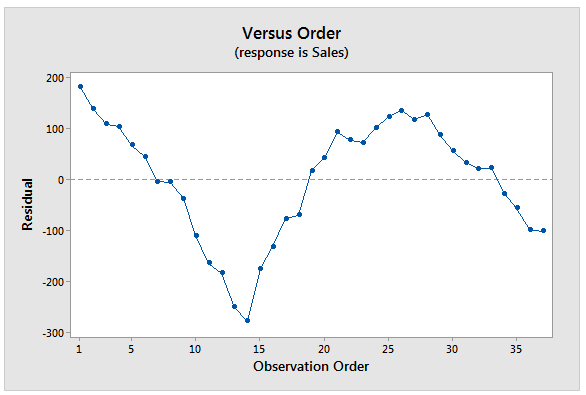 Versus Order
(response is Sales)
Residual
200
100
0
-100
-200
-300
1 5 10 15 20 25 30 35
Observation Order